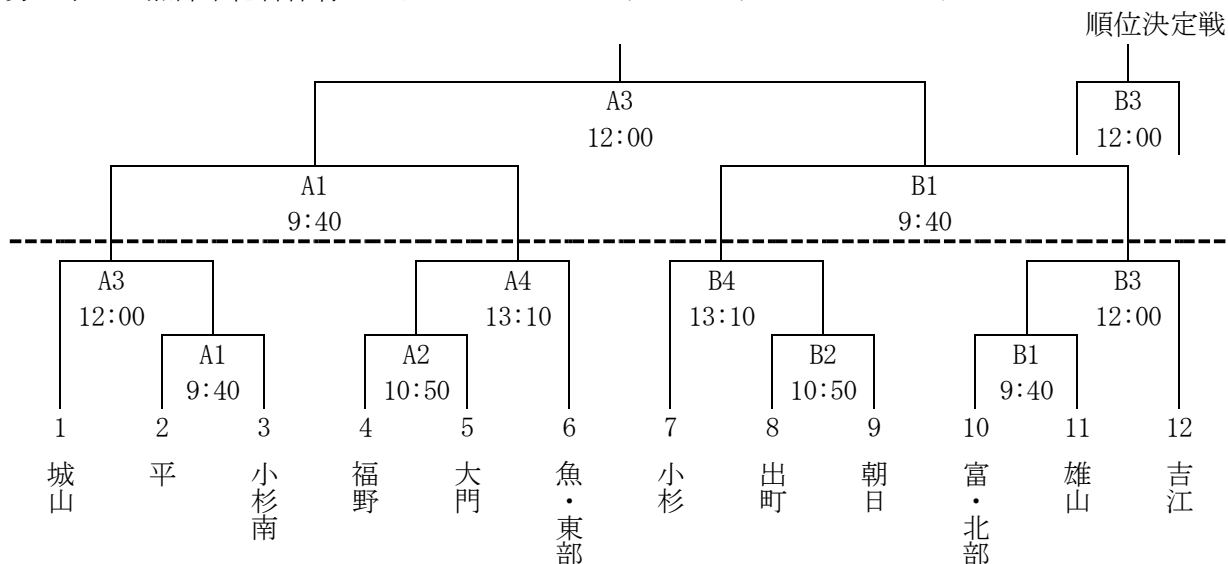 順位決定戦
A3
12:00
B3
12:00
A1
9:40
B1
9:40
A3
12:00
A4
13:10
B4
13:10
B3
12:00
A1
9:40
A2
10:50
B2
10:50
B1
9:40
1 2 3 4 5 6 7 8 9 10 11 12
城山
平
小杉南
福野
大門
魚・東部
小杉
出町
朝日
富・北部
雄山
吉江